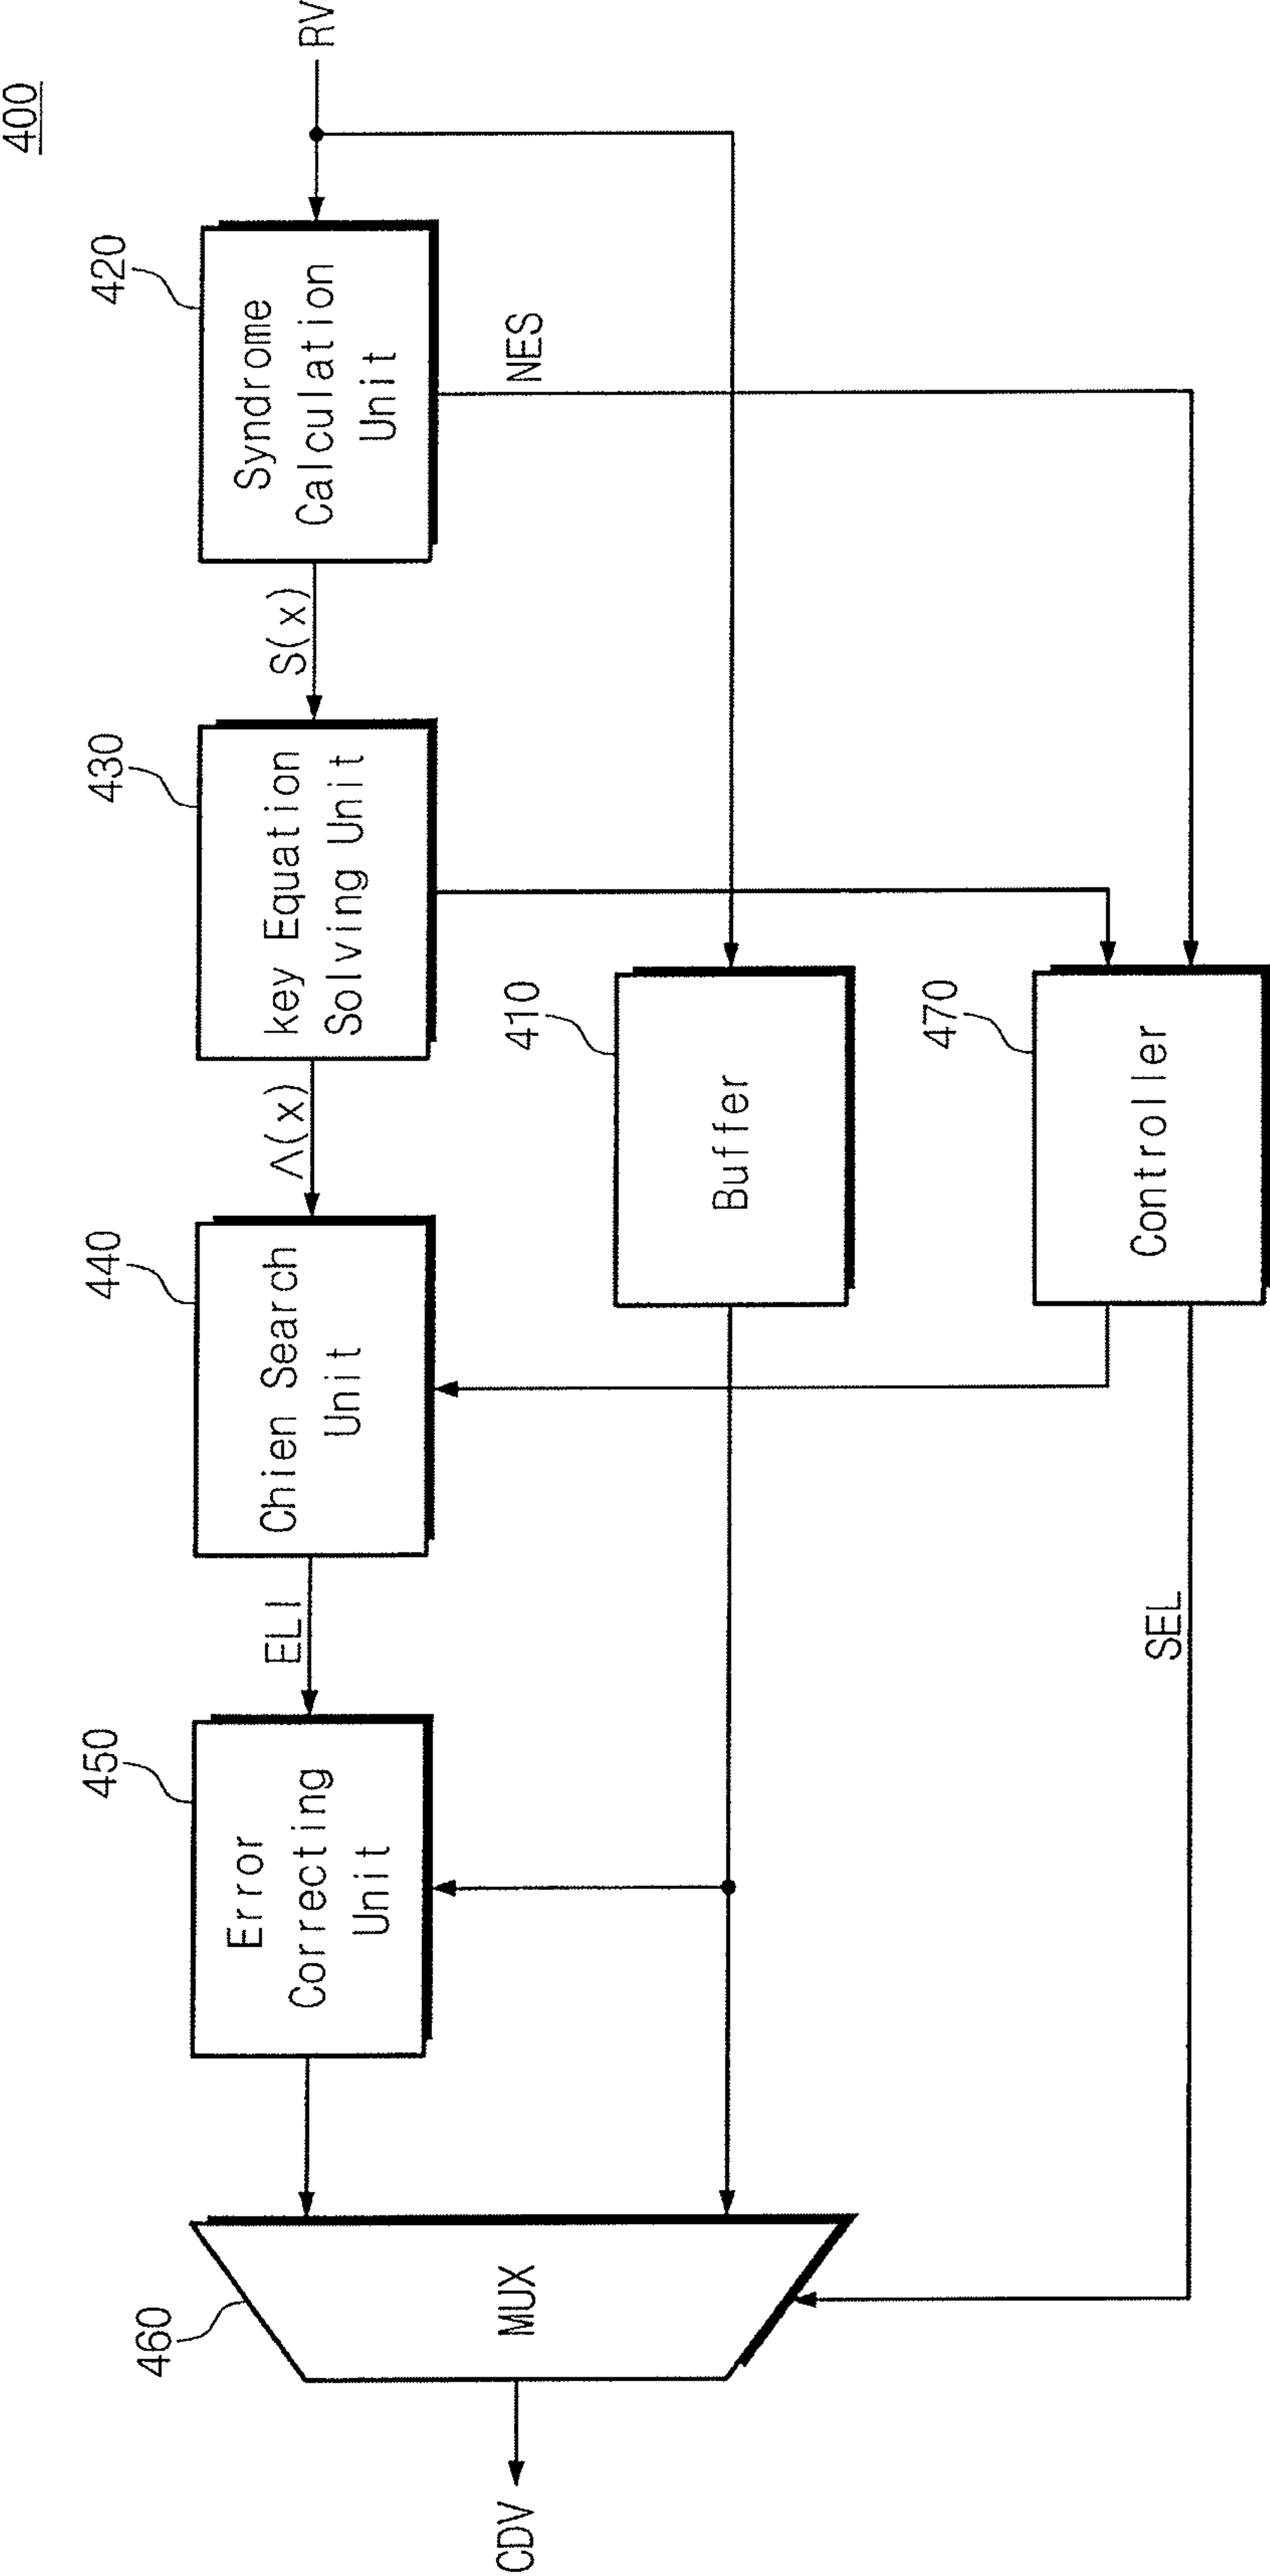 400
RV
420
Syndrome
Calculation
Unit
NES
S(x)
430
key Equation
Solving Unit
Λ(x)
440
Chien Search
Unit
410
Buffer
470
Controller
ELI
450
Error
Correcting
Unit
SEL
460
MUX
CDV